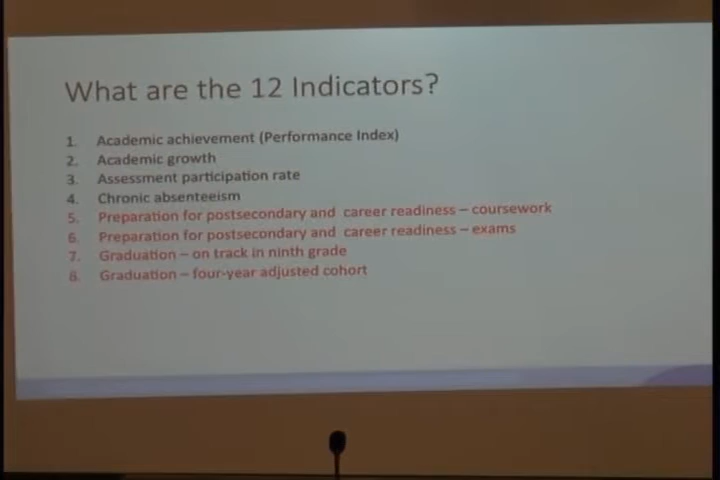 What are the 12 Indicators?
1. Academic achievement (Performance Index)
2. Academic growth
3. Assessment participation rate
4. Chronic absenteeism
5. Preparation for postsecondary and career readiness – coursework
6. Preparation for postsecondary and career readiness – exams
7. Graduation – on track in ninth grade
8. Graduation – four-year adjusted cohort